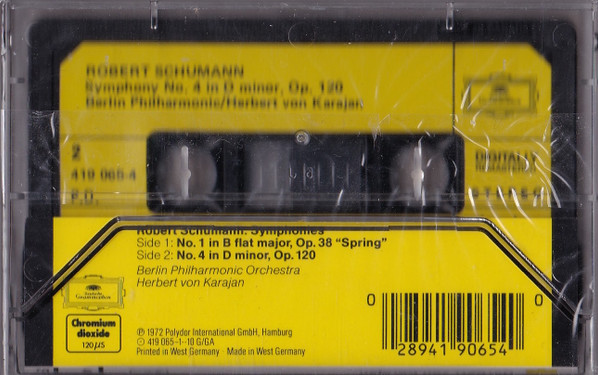 ROBERT SCHUMANN
Symphony No. 4 in D minor, Op. 120
Berlin Philharmonic/Herbert von Karajan
2
419 065-4
DIGITALLY
S·T·E·R·E·O
Robert Schumann: Symphonies
Side 1: No. 1 in B flat major, Op. 38 "Spring"
Side 2: No. 4 in D minor, Op. 120
Berlin Philharmonic Orchestra
Herbert von Karajan
Deutsche
Grammophon
Chromium
dioxide
120 µS
℗ 1972 Polydor International GmbH, Hamburg
419 065-1-10 G/GA
Printed in West Germany Made in West Germany
0 0
28941 90654